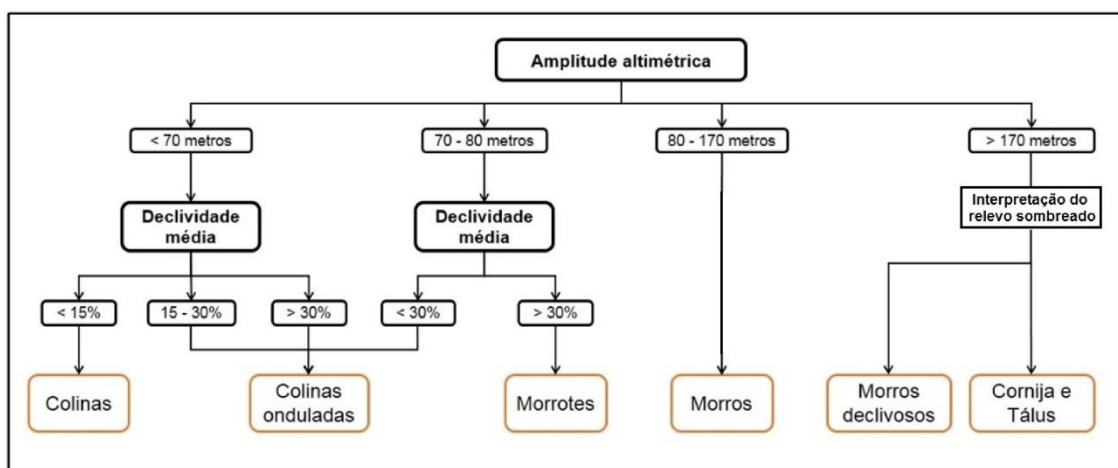 Amplitude altimétrica
< 70 metros
70 - 80 metros
80 - 170 metros
> 170 metros
Declividade
média
Declividade
média
Interpretação do
relevo sombreado
< 15%
15 - 30%
> 30%
< 30%
> 30%
Colinas
Colinas
onduladas
Morrotes
Morros
Morros
declivosos
Cornija e
Tálus